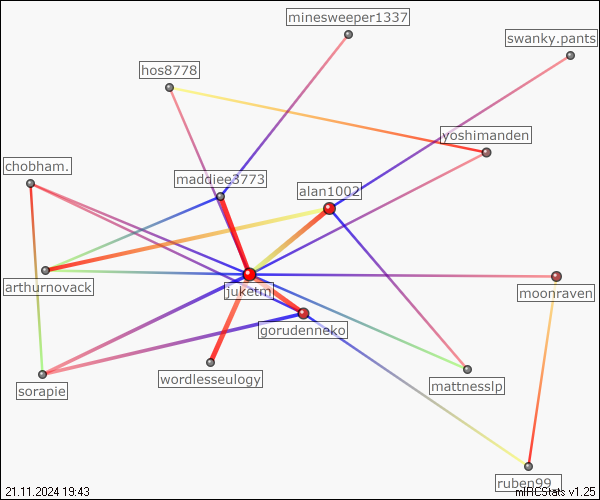 minesweeper1337
swanky.pants
hos8778
yoshimanden
chobham.
maddiee3773
alan1002
arthurnovack
juketm
moonraven
gorudenneko
wordlesseulogy
mattnesslp
sorapie
ruben99_
21.11.2024 19:43
mIRCStats v1.25